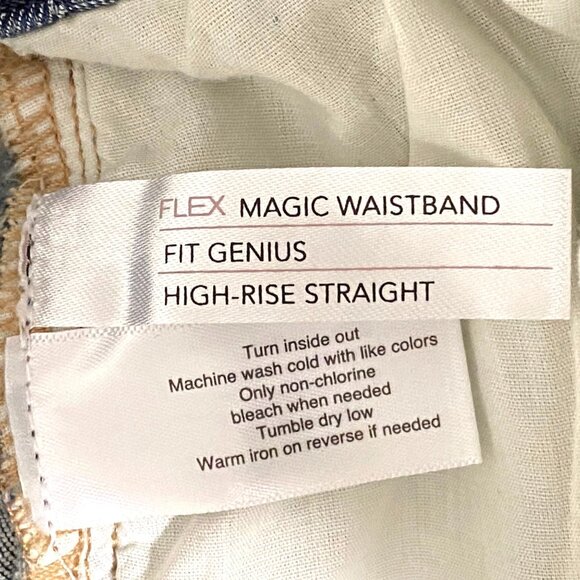 FLEX MAGIC WAISTBAND
FIT GENIUS
HIGH-RISE STRAIGHT
Turn inside out
Machine wash cold with like colors
Only non-chlorine
bleach when needed
Tumble dry low
Warm iron on reverse if needed